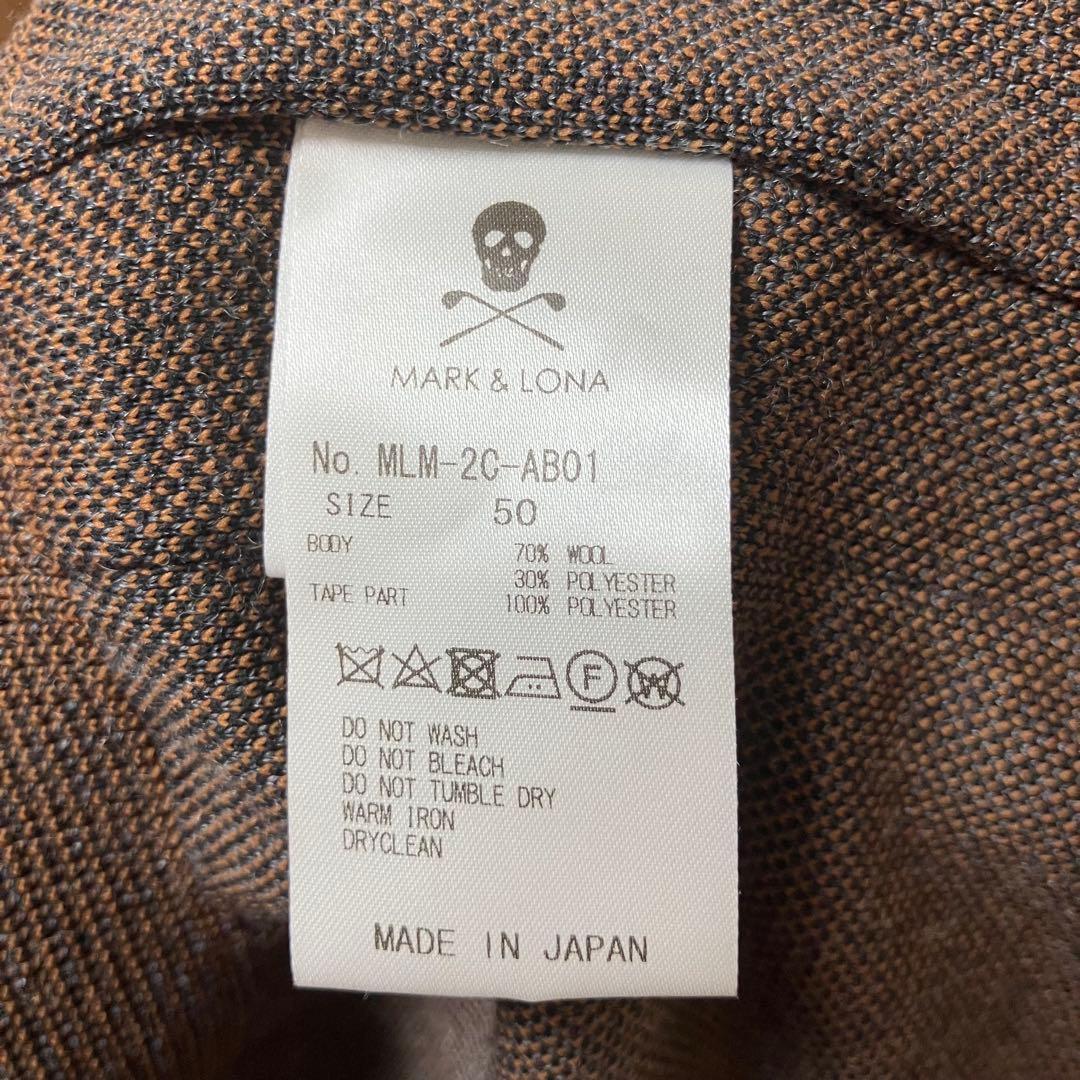 MARK & LONA
No. MLM-2C-AB01
SIZE 50
BODY 70% WOOL
30% POLYESTER
TAPE PART 100% POLYESTER
F W
DO NOT WASH
DO NOT BLEACH
DO NOT TUMBLE DRY
WARM IRON
DRYCLEAN
MADE IN JAPAN